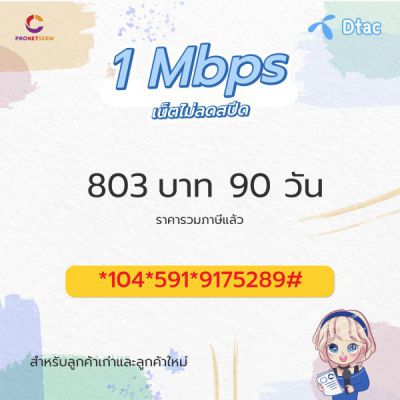 PRONETSERM
Dtac
1 Mbps
เน็ตไม่ลดสปีด
803 บาท 90 วัน
ราคารวมภาษีแล้ว
*104*591*9175289#
สำหรับลูกค้าเก่าและลูกค้าใหม่